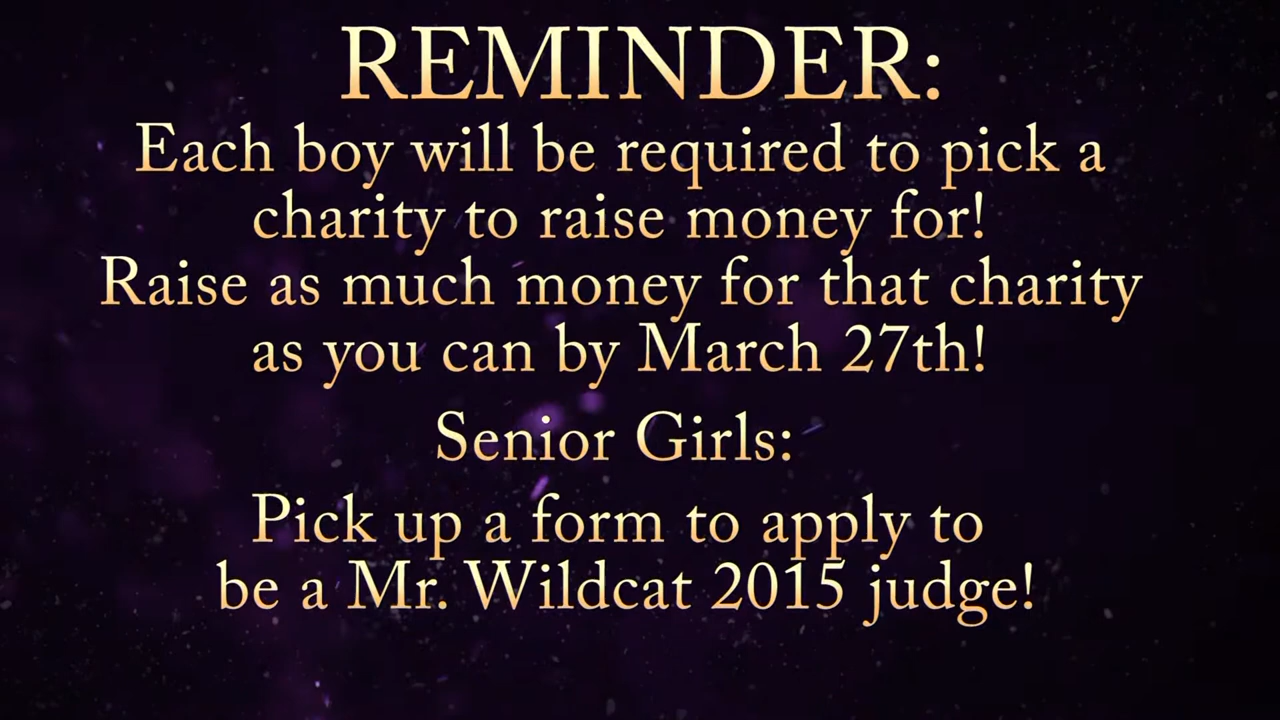 REMINDER:
Each boy will be required to pick a
charity to raise money for!
Raise as much money for that charity
as you can by March 27th!
Senior Girls:
Pick up a form to apply to
be a Mr. Wildcat 2015 judge!